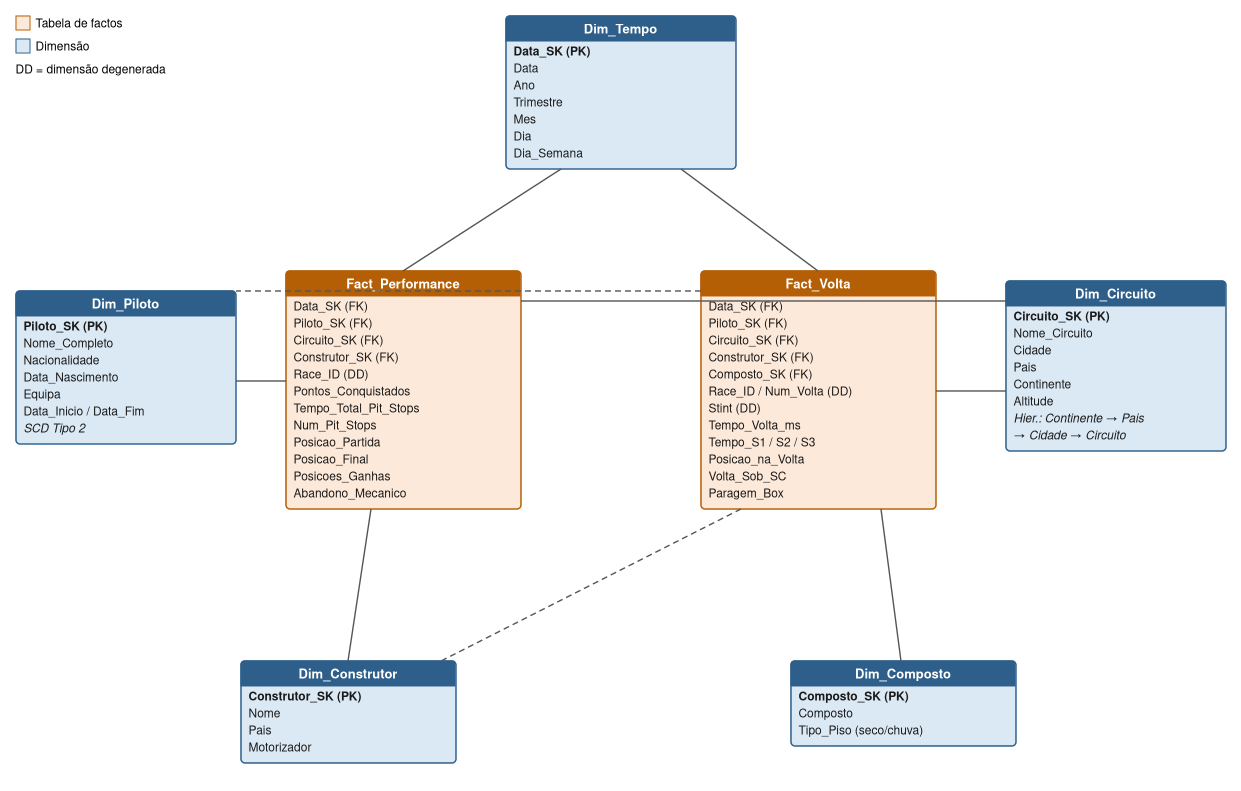 Tabela de factos
Dimensão
DD = dimensão degenerada
Dim_Tempo
Data_SK (PK)
Data
Ano
Trimestre
Mes
Dia
Dia_Semana
Dim_Piloto
Piloto_SK (PK)
Nome_Completo
Nacionalidade
Data_Nascimento
Equipa
Data_Inicio / Data_Fim
SCD Tipo 2
Fact_Performance
Data_SK (FK)
Piloto_SK (FK)
Circuito_SK (FK)
Construtor_SK (FK)
Race_ID (DD)
Pontos_Conquistados
Tempo_Total_Pit_Stops
Num_Pit_Stops
Posicao_Partida
Posicao_Final
Posicoes_Ganhas
Abandono_Mecanico
Fact_Volta
Data_SK (FK)
Piloto_SK (FK)
Circuito_SK (FK)
Construtor_SK (FK)
Composto_SK (FK)
Race_ID / Num_Volta (DD)
Stint (DD)
Tempo_Volta_ms
Tempo_S1 / S2 / S3
Posicao_na_Volta
Volta_Sob_SC
Paragem_Box
Dim_Circuito
Circuito_SK (PK)
Nome_Circuito
Cidade
Pais
Continente
Altitude
Hier.: Continente → Pais
→ Cidade → Circuito
Dim_Construtor
Construtor_SK (PK)
Nome
Pais
Motorizador
Dim_Composto
Composto_SK (PK)
Composto
Tipo_Piso (seco/chuva)